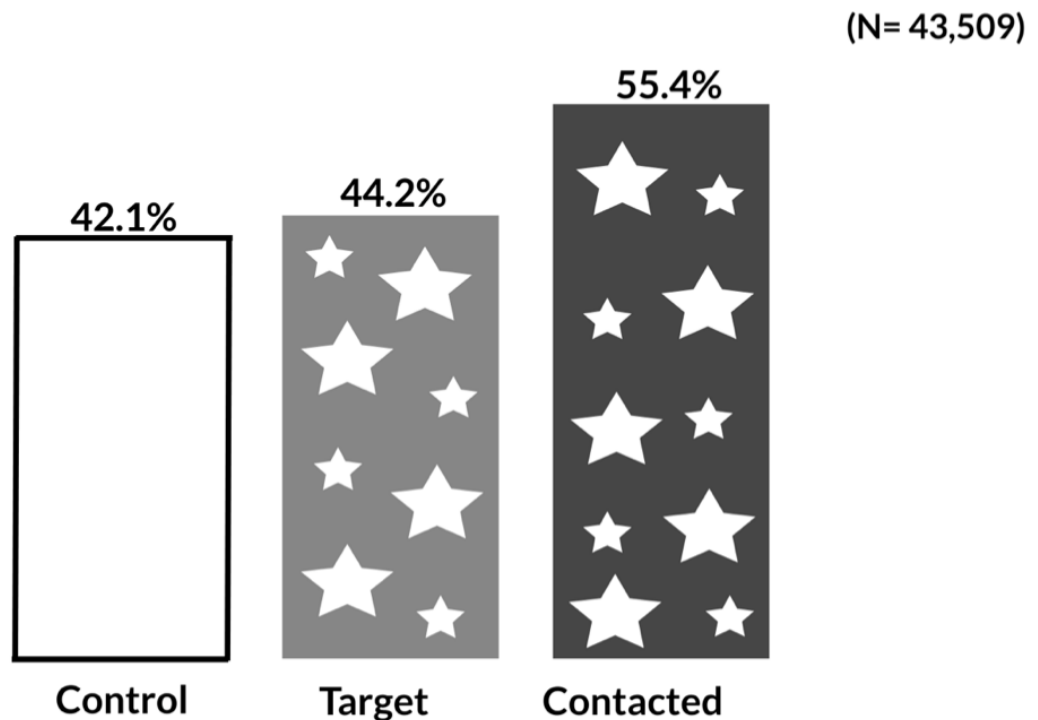 (N= 43,509)
55.4%
44.2%
42.1%
Control
Target
Contacted